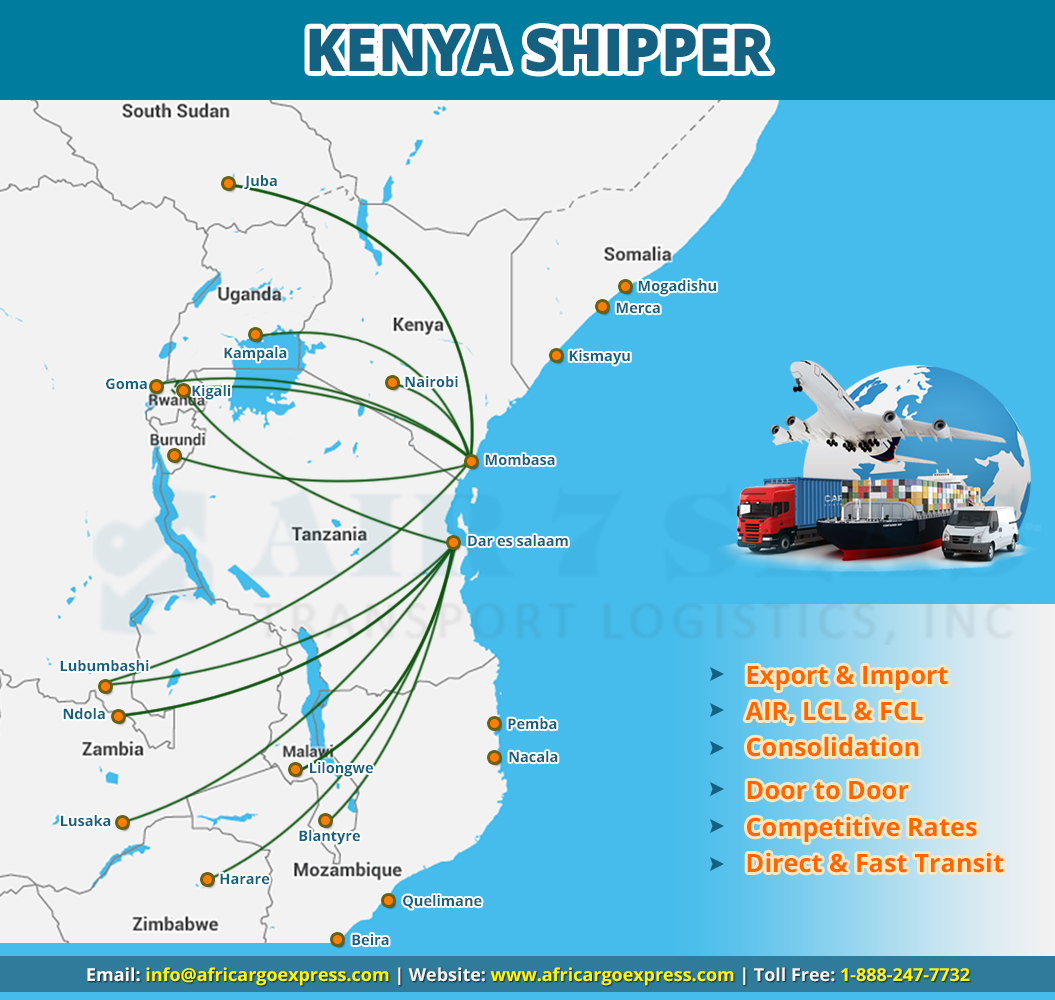 KENYA SHIPPER
South Sudan
Juba
Somalia
Mogadishu
Merca
Uganda
Kenya
Kampala
Kismayu
Goma
Kigali
Nairobi
Rwanda
Burundi
Mombasa
AIR 7 SEAS
TRANSPORT LOGISTICS, INC
Tanzania
Dar es salaam
Lubumbashi
Ndola
Zambia
Pemba
Malawi
Nacala
Lilongwe
Lusaka
Blantyre
Mozambique
Harare
Quelimane
Zimbabwe
Beira
Export & Import
AIR, LCL & FCL
Consolidation
Door to Door
Competitive Rates
Direct & Fast Transit
Email: info@africargoexpress.com | Website: www.africargoexpress.com | Toll Free: 1-888-247-7732